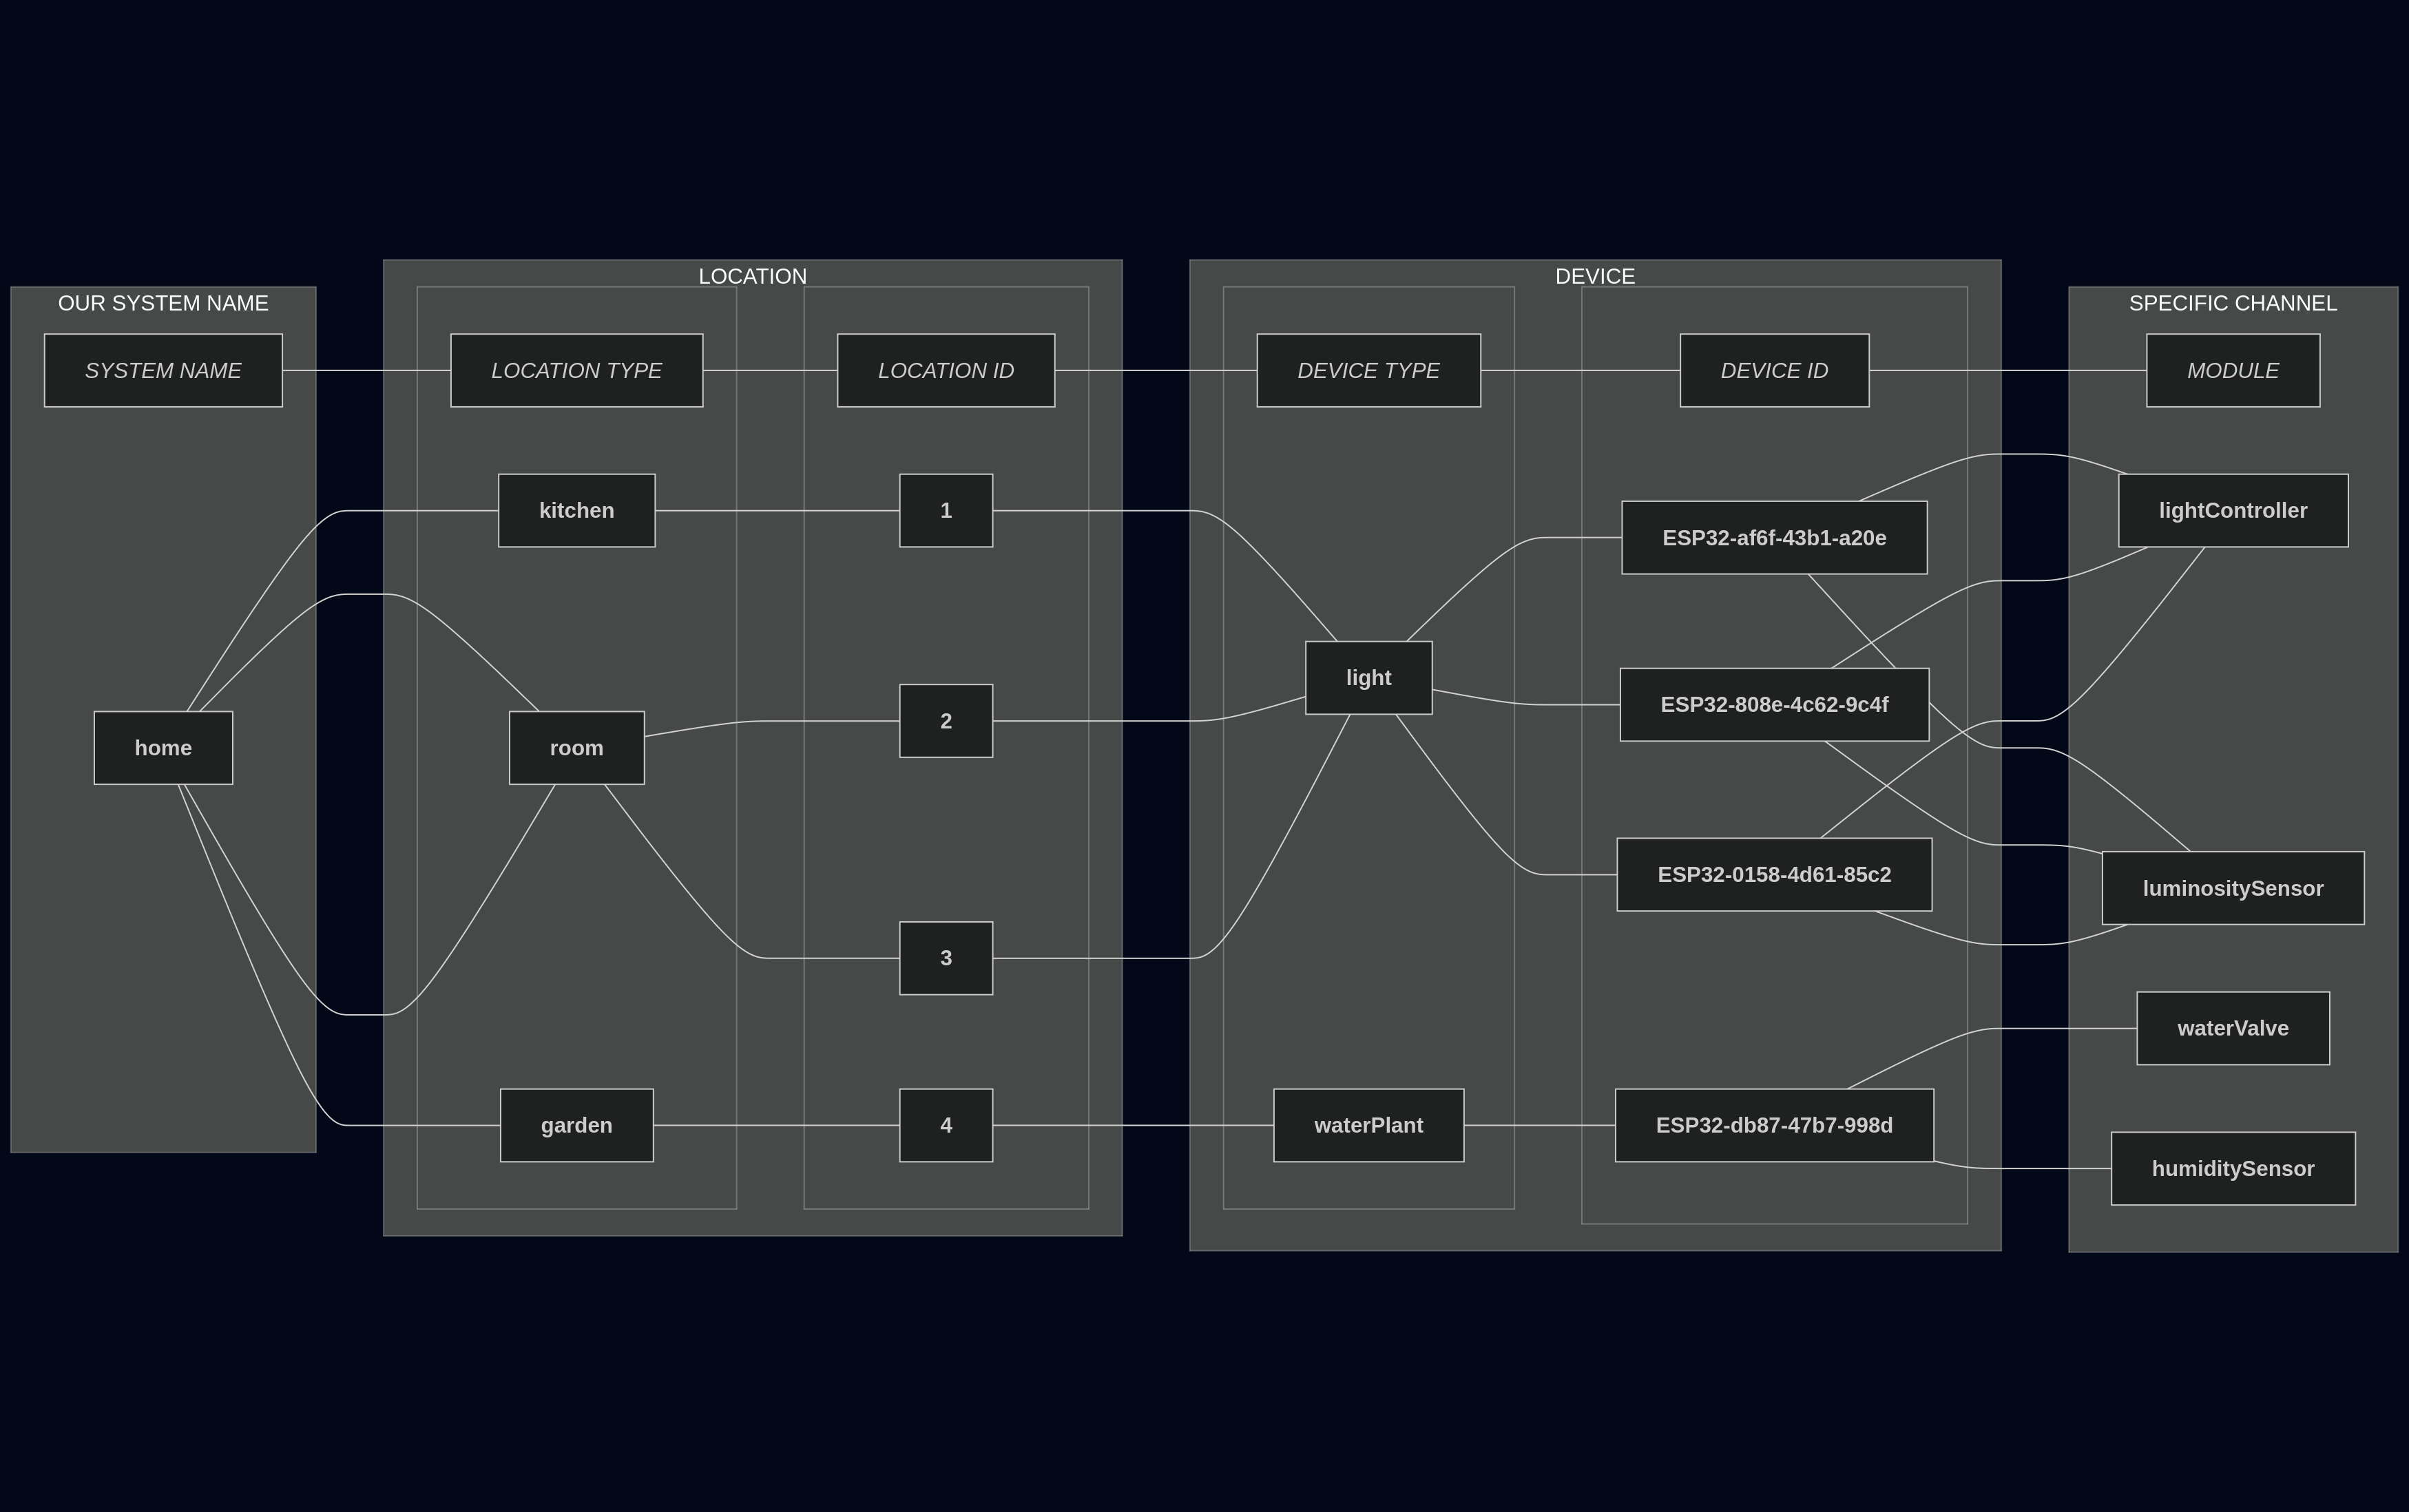 LOCATION
DEVICE
OUR SYSTEM NAME
SPECIFIC CHANNEL
SYSTEM NAME
LOCATION TYPE
LOCATION ID
DEVICE TYPE
DEVICE ID
MODULE
kitchen
1
ESP32-af6f-43b1-a20e
lightController
light
home
room
2
ESP32-808e-4c62-9c4f
ESP32-0158-4d61-85c2
luminositySensor
3
waterValve
garden
4
waterPlant
ESP32-db87-47b7-998d
humiditySensor